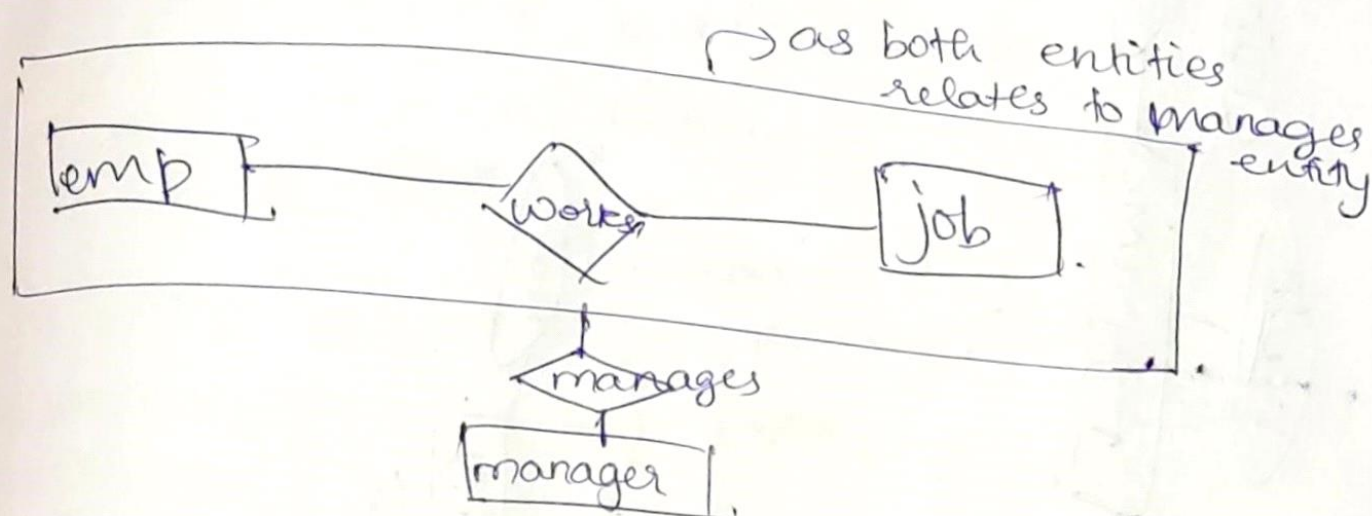 as both entities
relates to manages
entity
emp
works
job
manages
manager